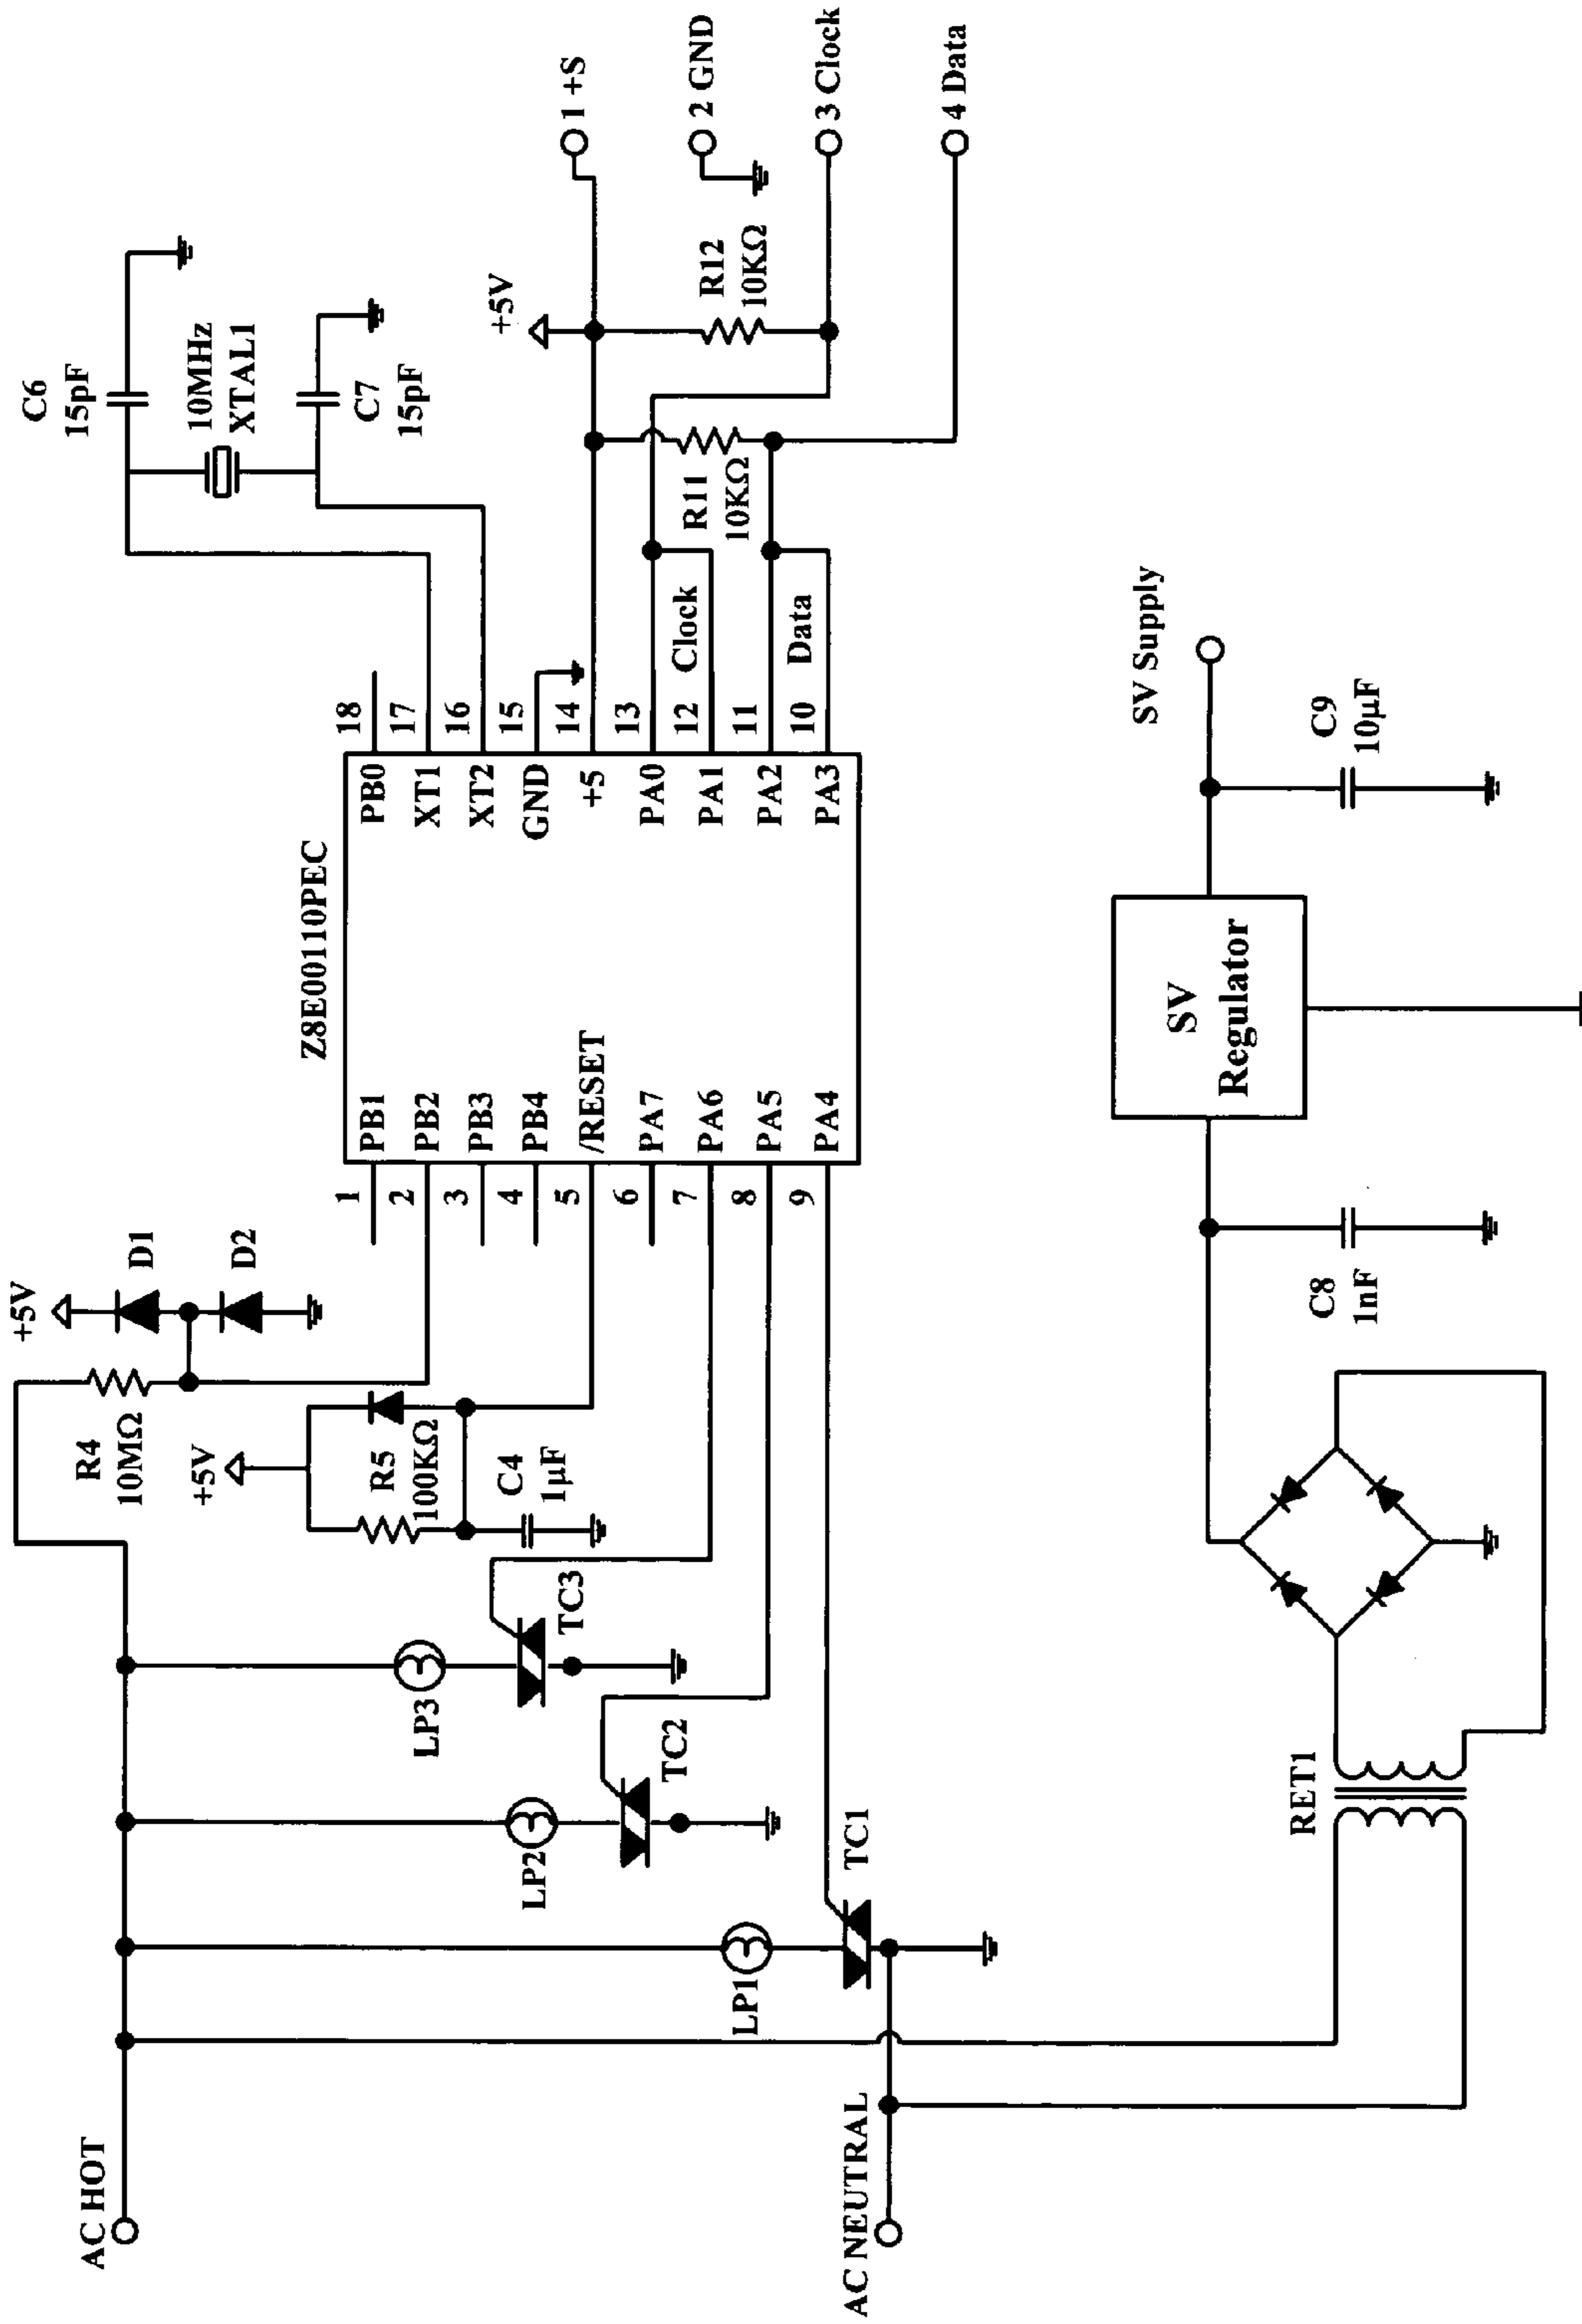 AC HOT
AC NEUTRAL
LP1
TC1
LP2
TC2
LP3
TC3
R4
10MΩ
+5V
D1
D2
+5V
R5
100KΩ
C4
1µF
Z8E00110PEC
1
PB1
2
PB2
3
PB3
4
PB4
5
/RESET
6
PA7
7
PA6
8
PA5
9
PA4
PB0
18
XT1
17
XT2
16
GND
15
+5
14
PA0
13
PA1
12
PA2
11
PA3
10
Clock
Data
C6
15pF
10MHz
XTAL1
C7
15pF
+5V
R11
10KΩ
R12
10KΩ
1 +S
2 GND
3 Clock
4 Data
RET1
C8
1nF
SV
Regulator
C9
10µF
SV Supply